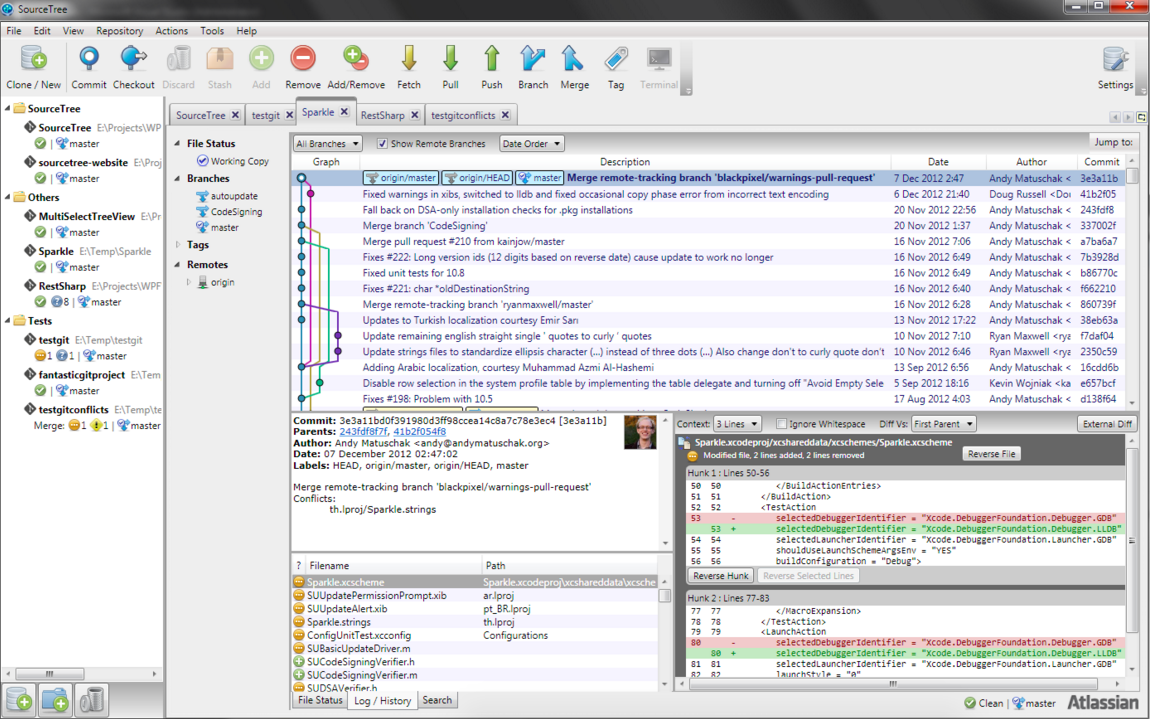 SourceTree
File Edit View Repository Actions Tools Help
Clone / New Commit Checkout Discard Stash Add Remove Add/Remove Fetch Pull Push Branch Merge Tag Terminal Settings
SourceTree
SourceTree E:\Projects\WP
master
sourcetree-website E:\Proj
master
Others
MultiSelectTreeView E:\Pr
master
Sparkle E:\Temp\Sparkle
master
RestSharp E:\Projects\WPF
8 master
Tests
testgit E:\Temp\testgit
1 1 master
fantasticgitproject E:\Tem
master
testgitconflicts E:\Temp\te
Merge: 1 1 master
SourceTree testgit Sparkle RestSharp testgitconflicts
File Status
Working Copy
Branches
autoupdate
CodeSigning
master
Tags
Remotes
origin
All Branches Show Remote Branches Date Order Jump to:
Graph Description Date Author Commit
origin/master origin/HEAD master Merge remote-tracking branch 'blackpixel/warnings-pull-request' 7 Dec 2012 2:47 Andy Matuschak < 3e3a11b
Fixed warnings in xibs, switched to lldb and fixed occasional copy phase error from incorrect text encoding 6 Dec 2012 21:40 Doug Russell <Do 41b2f05
Fall back on DSA-only installation checks for .pkg installations 20 Nov 2012 22:56 Andy Matuschak < 243fdf8
Merge branch 'CodeSigning' 20 Nov 2012 1:37 Andy Matuschak < 337002f
Merge pull request #210 from kainjow/master 16 Nov 2012 7:06 Andy Matuschak < a7ba6a7
Fixes #222: Long version ids (12 digits based on reverse date) cause update to work no longer 16 Nov 2012 6:49 Andy Matuschak < 7b3928d
Fixed unit tests for 10.8 16 Nov 2012 6:49 Andy Matuschak < b86770c
Fixes #221: char *oldDestinationString 16 Nov 2012 6:40 Andy Matuschak < f662210
Merge remote-tracking branch 'ryanmaxwell/master' 16 Nov 2012 6:28 Andy Matuschak < 860739f
Updates to Turkish localization courtesy Emir Sarı 13 Nov 2012 17:22 Andy Matuschak < 38eb63a
Update remaining english straight single ' quotes to curly ' quotes 10 Nov 2012 7:10 Ryan Maxwell <rya f7daf04
Update strings files to standardize ellipsis character (...) instead of three dots (...) Also change don't to curly quote don't 10 Nov 2012 6:46 Ryan Maxwell <rya 2350c59
Adding Arabic localization, courtesy Muhammad Azmi Al-Hashemi 13 Sep 2012 6:56 Andy Matuschak < 16cdd6b
Disable row selection in the system profile table by implementing the table delegate and turning off "Avoid Empty Sele 5 Sep 2012 18:16 Kevin Wojniak <ka e657bcf
Fixes #198: Problem with 10.5 17 Aug 2012 4:03 Andy Matuschak < d138f64
Commit: 3e3a11bd0f391980d3ff98ccea14c8a7c78e3ec4 [3e3a11b]
Parents: 243fdf8f7f, 41b2f054f8
Author: Andy Matuschak <andy@andymatuschak.org>
Date: 07 December 2012 02:47:02
Labels: HEAD, origin/master, origin/HEAD, master
Merge remote-tracking branch 'blackpixel/warnings-pull-request'
Conflicts:
th.lproj/Sparkle.strings
? Filename Path
Sparkle.xcscheme Sparkle.xcodeproj\xcshareddata\xcsche
SUUpdatePermissionPrompt.xib ar.lproj
SUUpdateAlert.xib pt_BR.lproj
Sparkle.strings th.lproj
ConfigUnitTest.xcconfig Configurations
SUBasicUpdateDriver.m
SUCodeSigningVerifier.h
SUCodeSigningVerifier.m
SUDSAVerifier.h
File Status Log / History Search
Context: 3 Lines Ignore Whitespace Diff Vs: First Parent External Diff
Sparkle.xcodeproj/xcshareddata/xcschemes/Sparkle.xcscheme
Modified file, 2 lines added, 2 lines removed Reverse File
Hunk 1 : Lines 50-56
50 50 </BuildActionEntries>
51 51 </BuildAction>
52 52 <TestAction
53 - selectedDebuggerIdentifier = "Xcode.DebuggerFoundation.Debugger.GDB"
53 + selectedDebuggerIdentifier = "Xcode.DebuggerFoundation.Debugger.LLDB"
54 54 selectedLauncherIdentifier = "Xcode.DebuggerFoundation.Launcher.GDB"
55 55 shouldUseLaunchSchemeArgsEnv = "YES"
56 56 buildConfiguration = "Debug">
Reverse Hunk Reverse Selected Lines
Hunk 2 : Lines 77-83
77 77 </MacroExpansion>
78 78 </TestAction>
79 79 <LaunchAction
80 - selectedDebuggerIdentifier = "Xcode.DebuggerFoundation.Debugger.GDB"
80 + selectedDebuggerIdentifier = "Xcode.DebuggerFoundation.Debugger.LLDB"
81 81 selectedLauncherIdentifier = "Xcode.DebuggerFoundation.Launcher.GDB"
82 82 launchStyle = "0"
Clean master Atlassian